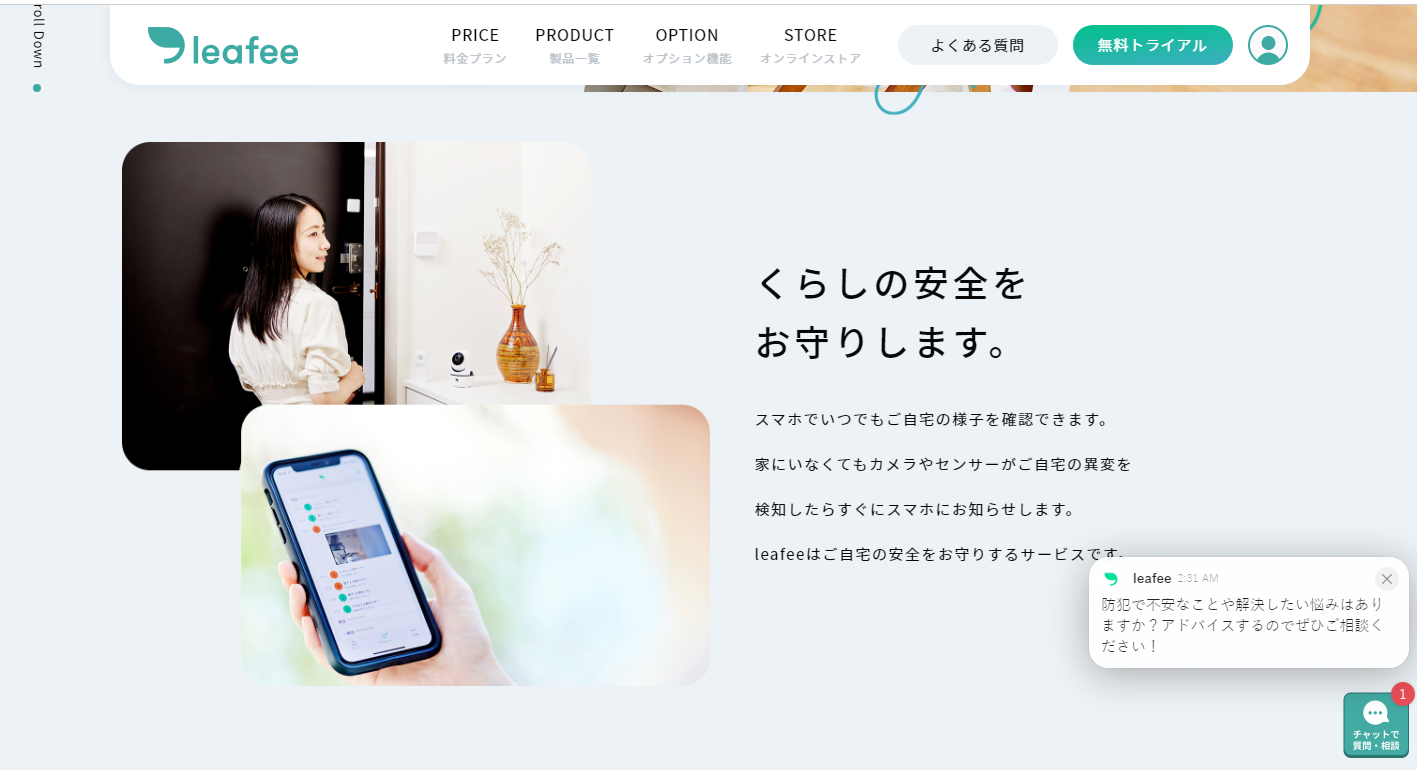 roll Down
leafee
PRICE
料金プラン
PRODUCT
製品一覧
OPTION
オプション機能
STORE
オンラインストア
よくある質問
無料トライアル
くらしの安全を
お守りします。
スマホでいつでもご自宅の様子を確認できます。
家にいなくてもカメラやセンサーがご自宅の異変を
検知したらすぐにスマホにお知らせします。
leafeeはご自宅の安全をお守りするサービスです。
leafee 2:31 AM
防犯で不安なことや解決したい悩みはあり
ますか？アドバイスするのでぜひご相談く
ださい！
1
チャットで
質問・相談